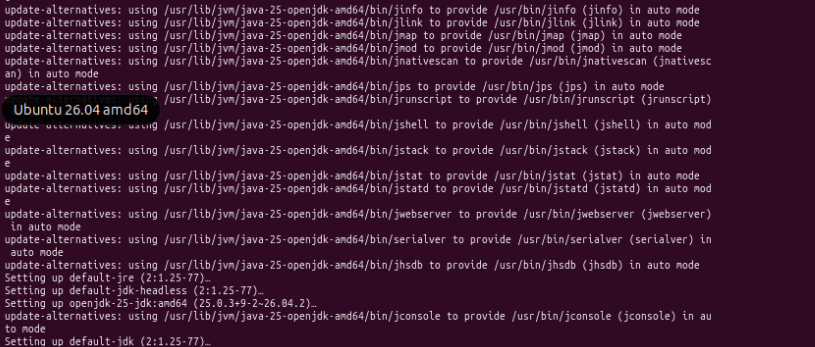 update-alternatives: using /usr/lib/jvm/java-25-openjdk-amd64/bin/jinfo to provide /usr/bin/jinfo (jinfo) in auto mode
update-alternatives: using /usr/lib/jvm/java-25-openjdk-amd64/bin/jlink to provide /usr/bin/jlink (jlink) in auto mode
update-alternatives: using /usr/lib/jvm/java-25-openjdk-amd64/bin/jmap to provide /usr/bin/jmap (jmap) in auto mode
update-alternatives: using /usr/lib/jvm/java-25-openjdk-amd64/bin/jmod to provide /usr/bin/jmod (jmod) in auto mode
update-alternatives: using /usr/lib/jvm/java-25-openjdk-amd64/bin/jnativescan to provide /usr/bin/jnativescan (jnativesc
an) in auto mode
update-alternatives: using /usr/lib/jvm/java-25-openjdk-amd64/bin/jps to provide /usr/bin/jps (jps) in auto mode
update-alternatives: using /usr/lib/jvm/java-25-openjdk-amd64/bin/jrunscript to provide /usr/bin/jrunscript (jrunscript)
Ubuntu 26.04 amd64
update-alternatives: using /usr/lib/jvm/java-25-openjdk-amd64/bin/jshell to provide /usr/bin/jshell (jshell) in auto mod
e
update-alternatives: using /usr/lib/jvm/java-25-openjdk-amd64/bin/jstack to provide /usr/bin/jstack (jstack) in auto mod
e
update-alternatives: using /usr/lib/jvm/java-25-openjdk-amd64/bin/jstat to provide /usr/bin/jstat (jstat) in auto mode
update-alternatives: using /usr/lib/jvm/java-25-openjdk-amd64/bin/jstatd to provide /usr/bin/jstatd (jstatd) in auto mod
e
update-alternatives: using /usr/lib/jvm/java-25-openjdk-amd64/bin/jwebserver to provide /usr/bin/jwebserver (jwebserver)
 in auto mode
update-alternatives: using /usr/lib/jvm/java-25-openjdk-amd64/bin/serialver to provide /usr/bin/serialver (serialver) in
 auto mode
update-alternatives: using /usr/lib/jvm/java-25-openjdk-amd64/bin/jhsdb to provide /usr/bin/jhsdb (jhsdb) in auto mode
Setting up default-jre (2:1.25-77)…
Setting up default-jdk-headless (2:1.25-77)…
Setting up openjdk-25-jdk:amd64 (25.0.3+9-2~26.04.2)…
update-alternatives: using /usr/lib/jvm/java-25-openjdk-amd64/bin/jconsole to provide /usr/bin/jconsole (jconsole) in au
to mode
Setting up default-jdk (2:1.25-77)…